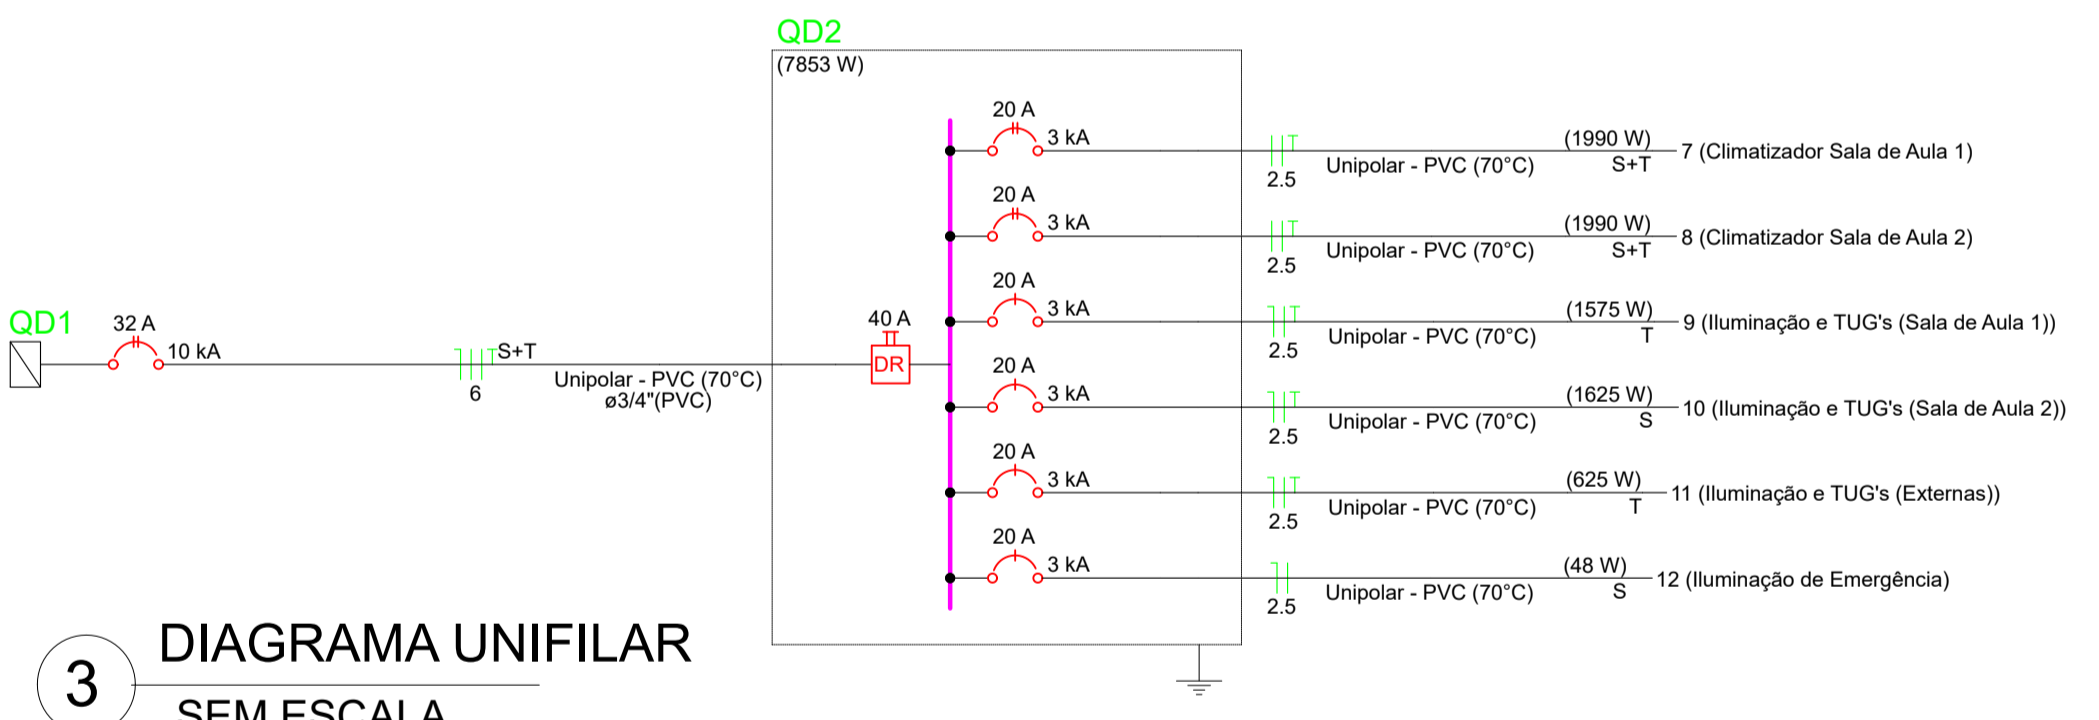 QD2
(7853 W)
20 A
3 kA
2.5
Unipolar - PVC (70°C)
(1990 W)
S+T
7 (Climatizador Sala de Aula 1)
20 A
3 kA
2.5
Unipolar - PVC (70°C)
(1990 W)
S+T
8 (Climatizador Sala de Aula 2)
20 A
3 kA
2.5
Unipolar - PVC (70°C)
(1575 W)
T
9 (Iluminação e TUG's (Sala de Aula 1))
QD1
32 A
10 kA
S+T
6
Unipolar - PVC (70°C)
ø3/4"(PVC)
40 A
DR
20 A
3 kA
2.5
Unipolar - PVC (70°C)
(1625 W)
S
10 (Iluminação e TUG's (Sala de Aula 2))
20 A
3 kA
2.5
Unipolar - PVC (70°C)
(625 W)
T
11 (Iluminação e TUG's (Externas))
20 A
3 kA
2.5
Unipolar - PVC (70°C)
(48 W)
S
12 (Iluminação de Emergência)
3
DIAGRAMA UNIFILAR
SEM ESCALA